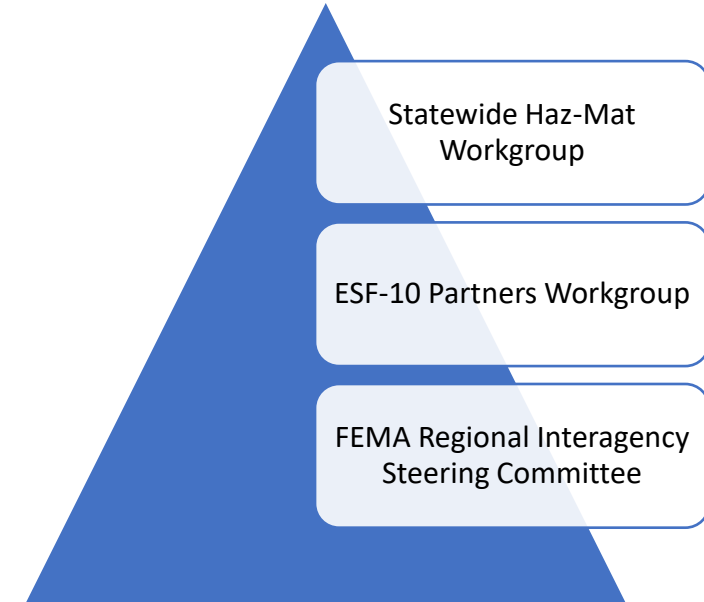 Statewide Haz-Mat
Workgroup
ESF-10 Partners Workgroup
FEMA Regional Interagency
Steering Committee